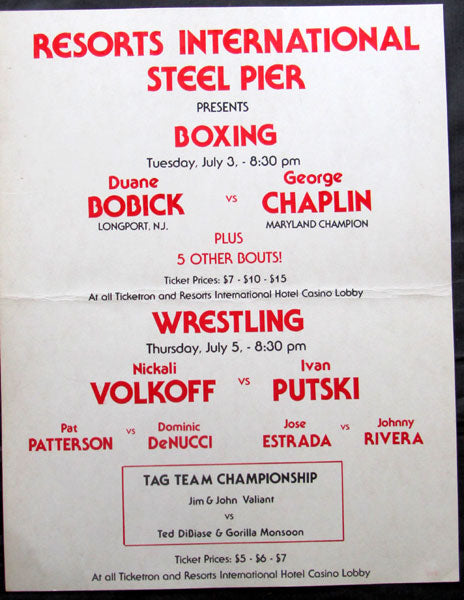 RESORTS INTERNATIONAL
STEEL PIER
PRESENTS
BOXING
Tuesday, July 3, - 8:30 pm
Duane BOBICK
LONGPORT, N.J.
vs
George CHAPLIN
MARYLAND CHAMPION
PLUS
5 OTHER BOUTS!
Ticket Prices: $7 - $10 - $15
At all Ticketron and Resorts International Hotel Casino Lobby
WRESTLING
Thursday, July 5, - 8:30 pm
Nickali
VOLKOFF
vs
Ivan
PUTSKI
Pat
PATTERSON
vs
Dominic
DeNUCCI
Jose
ESTRADA
vs
Johnny
RIVERA
TAG TEAM CHAMPIONSHIP
Jim & John Valiant
vs
Ted DiBiase & Gorilla Monsoon
Ticket Prices: $5 - $6 - $7
At all Ticketron and Resorts International Hotel Casino Lobby